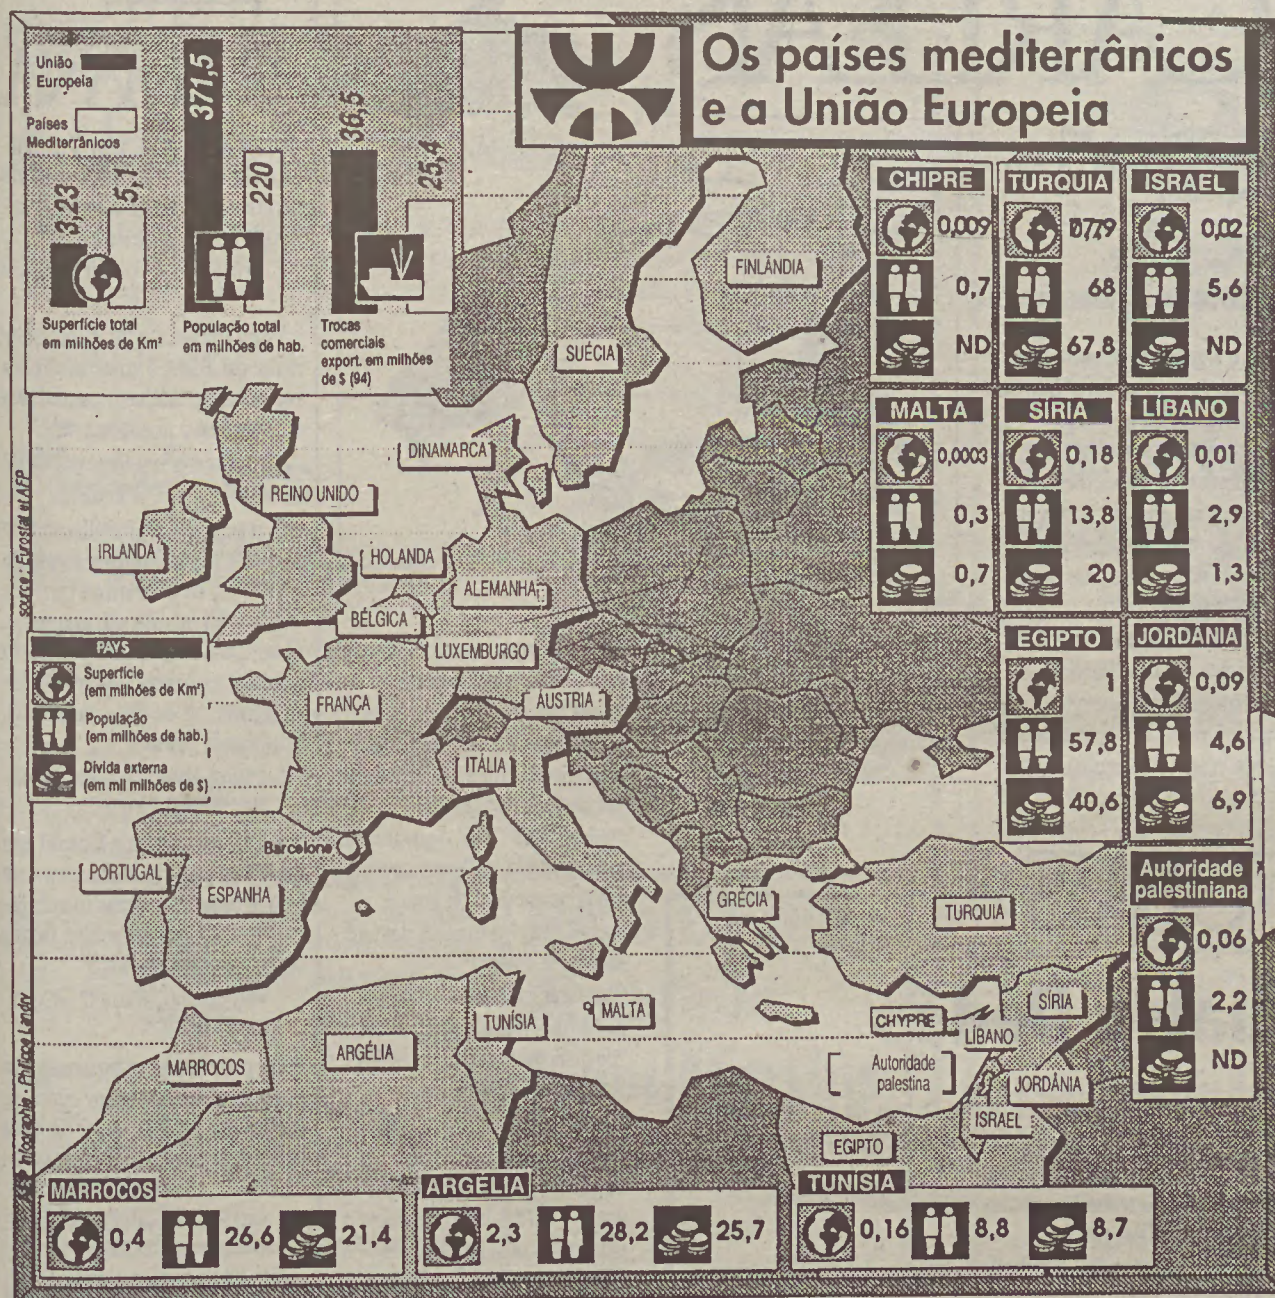 Os países mediterrânicos
e a União Europeia
União
Europeia
Países
Mediterrânicos
3,23
5,1
371,5
220
36,5
25,4
Superfície total
em milhões de Km²
População total
em milhões de hab.
Trocas
comerciais
export. em milhões
de $ (94)
CHIPRE
0,009
0,7
ND
TURQUIA
68
67,8
ISRAEL
0,02
5,6
ND
MALTA
0,0003
0,3
0,7
SÍRIA
0,18
13,8
20
LÍBANO
0,01
2,9
1,3
EGIPTO
1
57,8
40,6
JORDÂNIA
0,09
4,6
6,9
Autoridade
palestiniana
0,06
2,2
ND
source: Eurostat et AFP
PAYS
Superfície
(em milhões de Km²)
População
(em milhões de hab.)
Dívida externa
(em mil milhões de $)
FINLÂNDIA
SUÉCIA
DINAMARCA
REINO UNIDO
IRLANDA
HOLANDA
ALEMANHA
BÉLGICA
LUXEMBURGO
FRANÇA
ÁUSTRIA
ITÁLIA
Barcelone
PORTUGAL
ESPANHA
GRÉCIA
TURQUIA
TUNÍSIA
MALTA
CHYPRE
SÍRIA
LÍBANO
ARGÉLIA
MARROCOS
Autoridade
palestina
JORDÂNIA
ISRAEL
EGIPTO
Infographie - Philippe Landry
MARROCOS
0,4
26,6
21,4
ARGÉLIA
2,3
28,2
25,7
TUNÍSIA
0,16
8,8
8,7